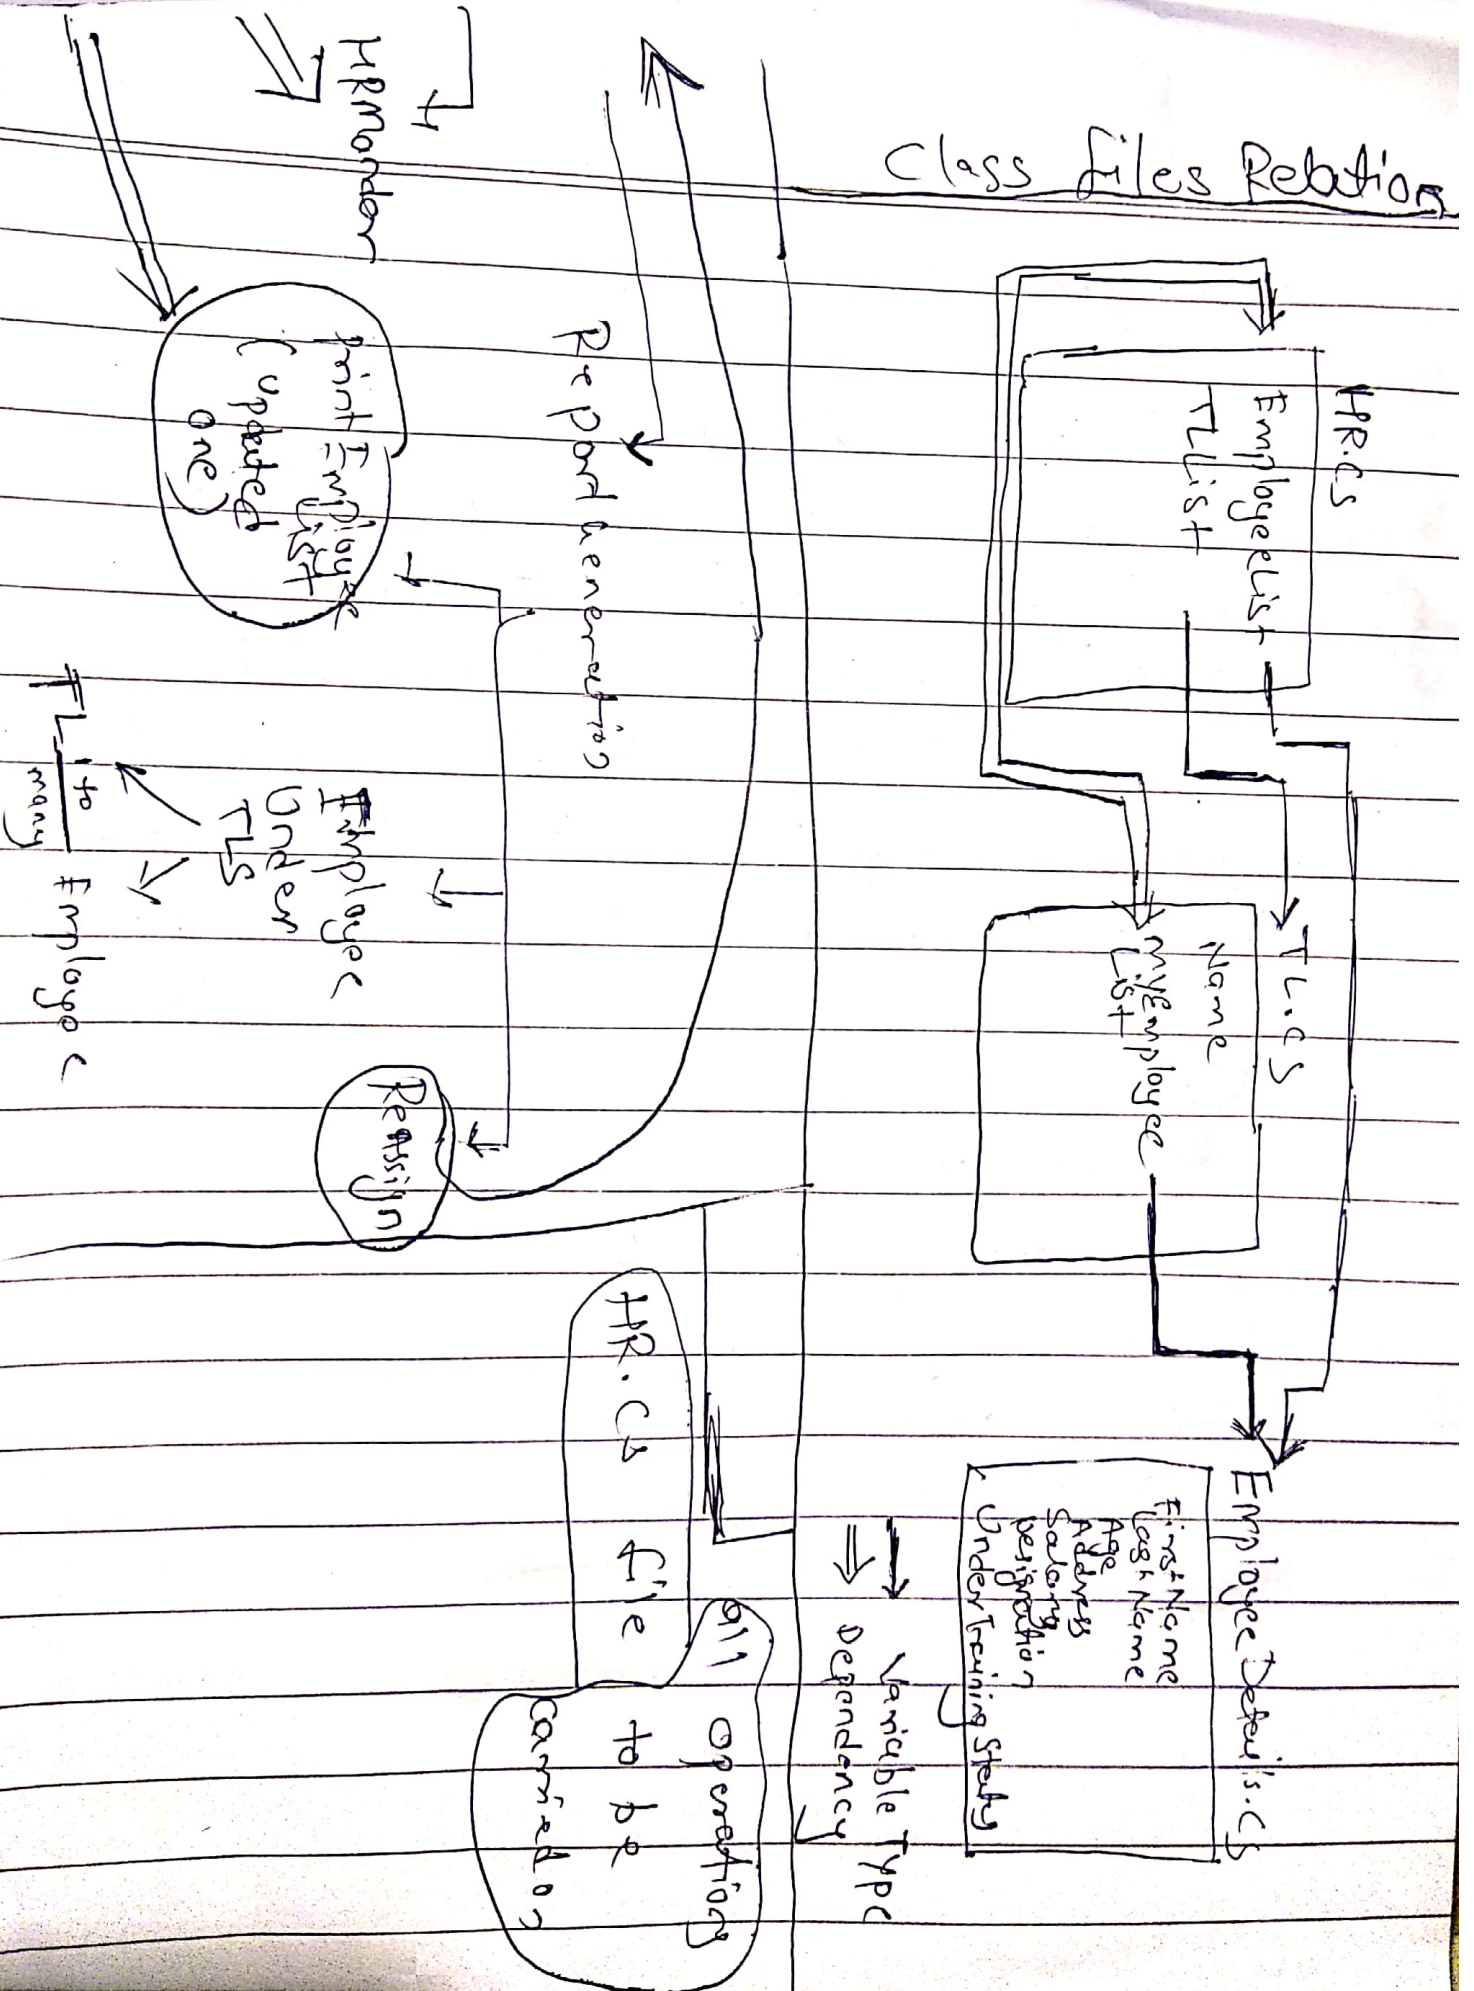 Class files Relation
HR.CS
EmployeeList
TLList
TL.CS
Name
MyEmployee
List
EmployeeDetails.CS
FirstName
LastName
Age
Address
Salary
Designation
UnderTraining
Variable Type
Dependency
Report Generation
Print Employee
List
(Updated
one)
Employee
Under
TLS
TL 1 to
many
Employee
Reassign
HR.CS file
all operations
to be
carried on